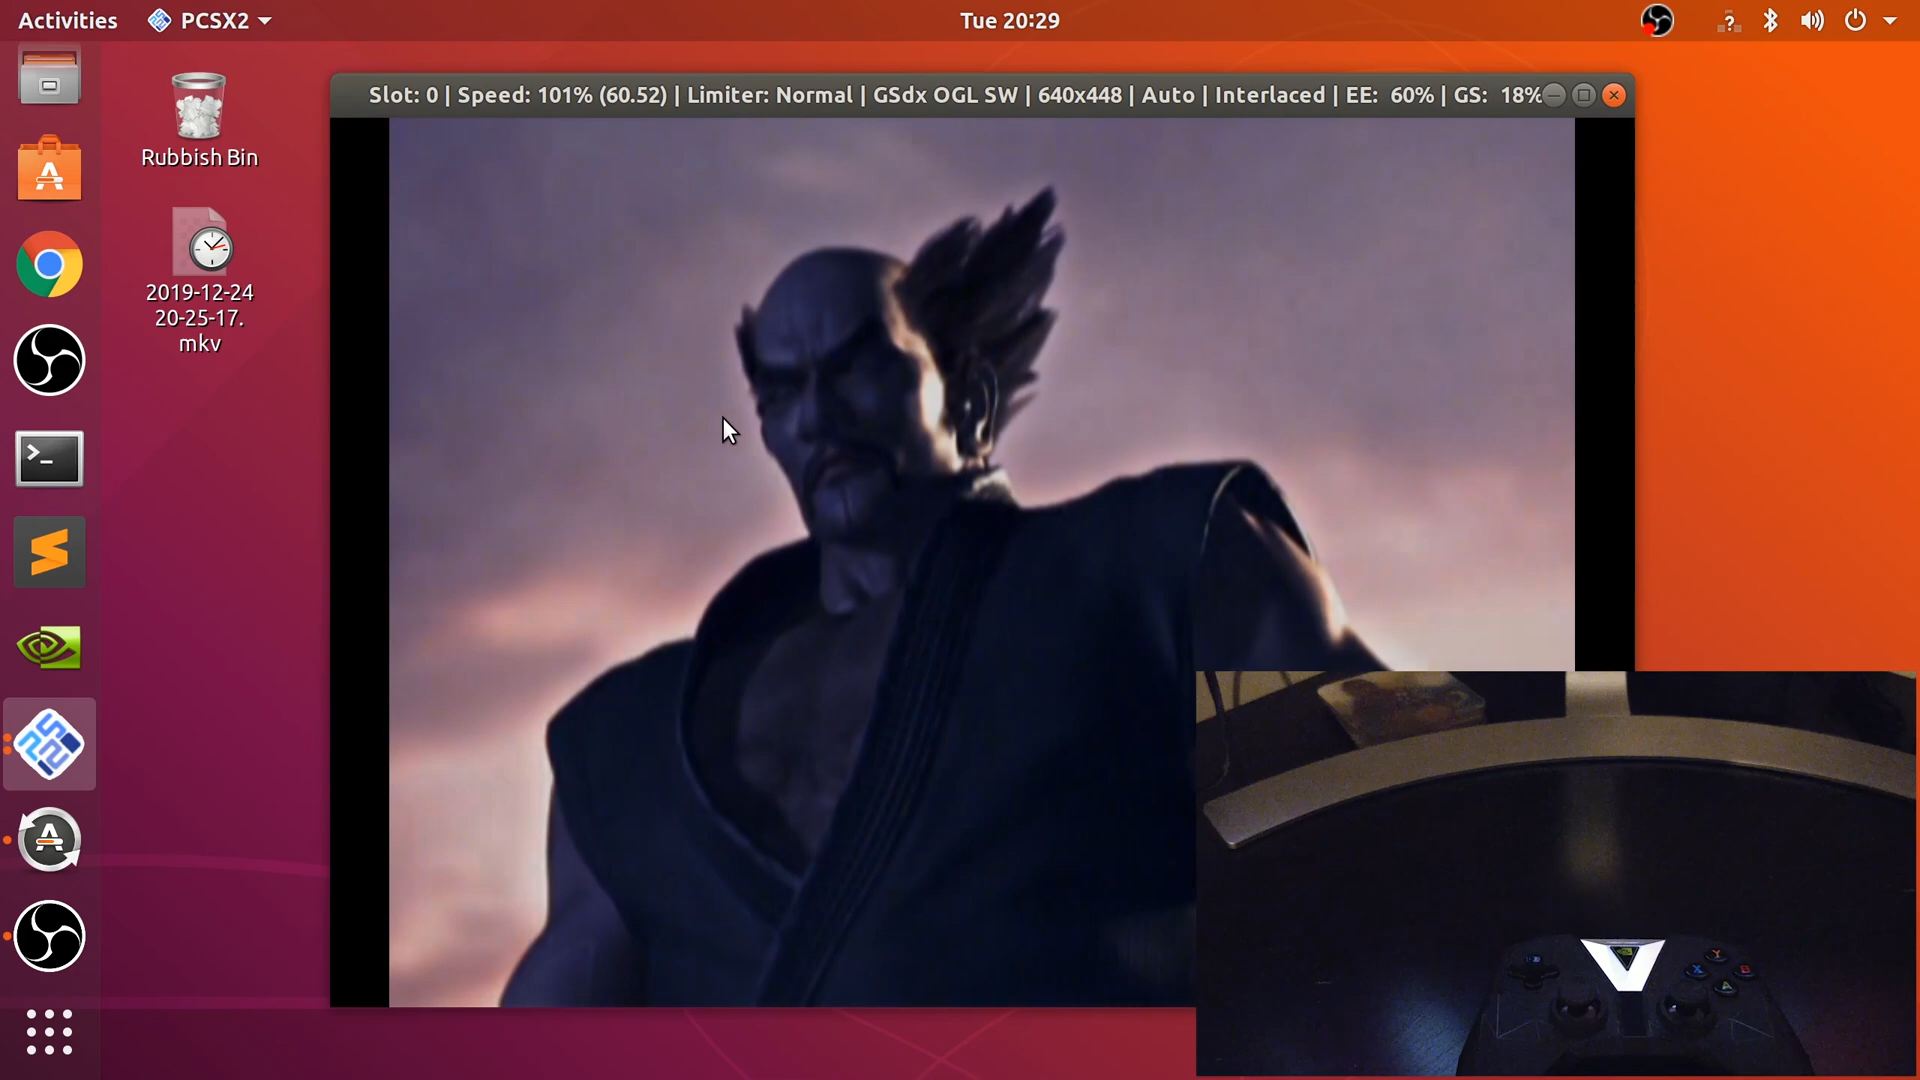 Activities
PCSX2
Tue 20:29
Slot: 0 | Speed: 101% (60.52) | Limiter: Normal | GSdx OGL SW | 640x448 | Auto | Interlaced | EE: 60% | GS: 18%
Rubbish Bin
2019-12-24
20-25-17.
mkv
Y
X
B
A